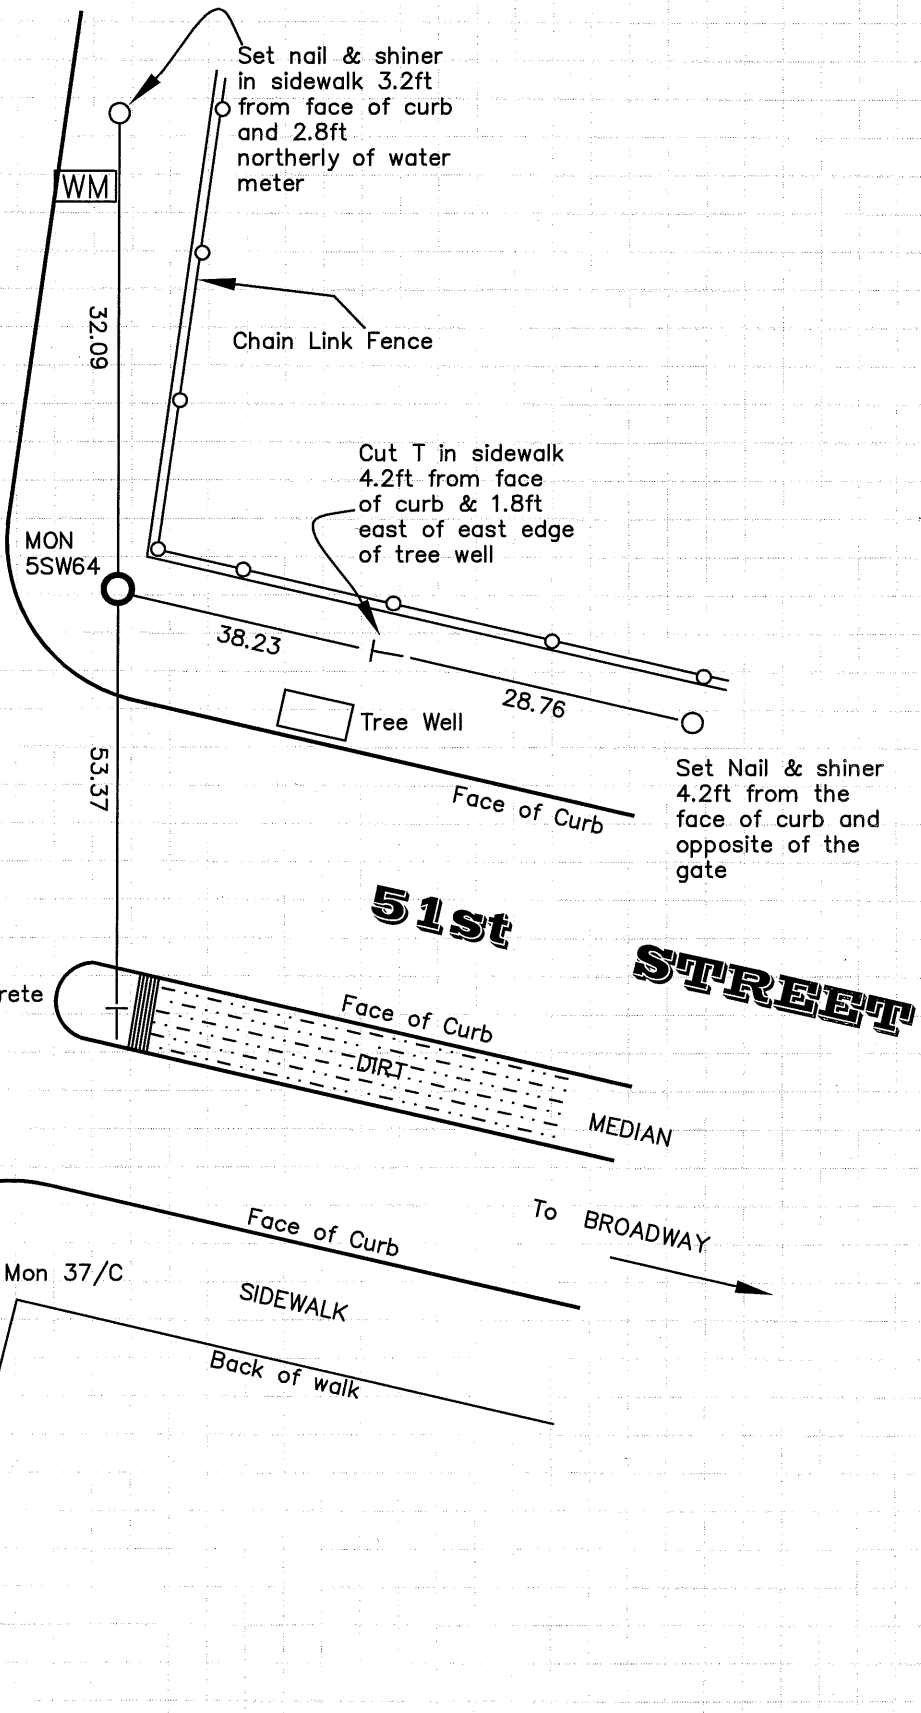 Set nail & shiner
in sidewalk 3.2ft
from face of curb
and 2.8ft
northerly of water
meter
WM
32.09
Chain Link Fence
Cut T in sidewalk
4.2ft from face
of curb & 1.8ft
east of east edge
of tree well
MON
5SW64
38.23
28.76
Tree Well
53.37
Face of Curb
Set Nail & shiner
4.2ft from the
face of curb and
opposite of the
gate
51st STREET
rete
Face of Curb
DIRT
MEDIAN
To BROADWAY
Face of Curb
Mon 37/C
SIDEWALK
Back of walk